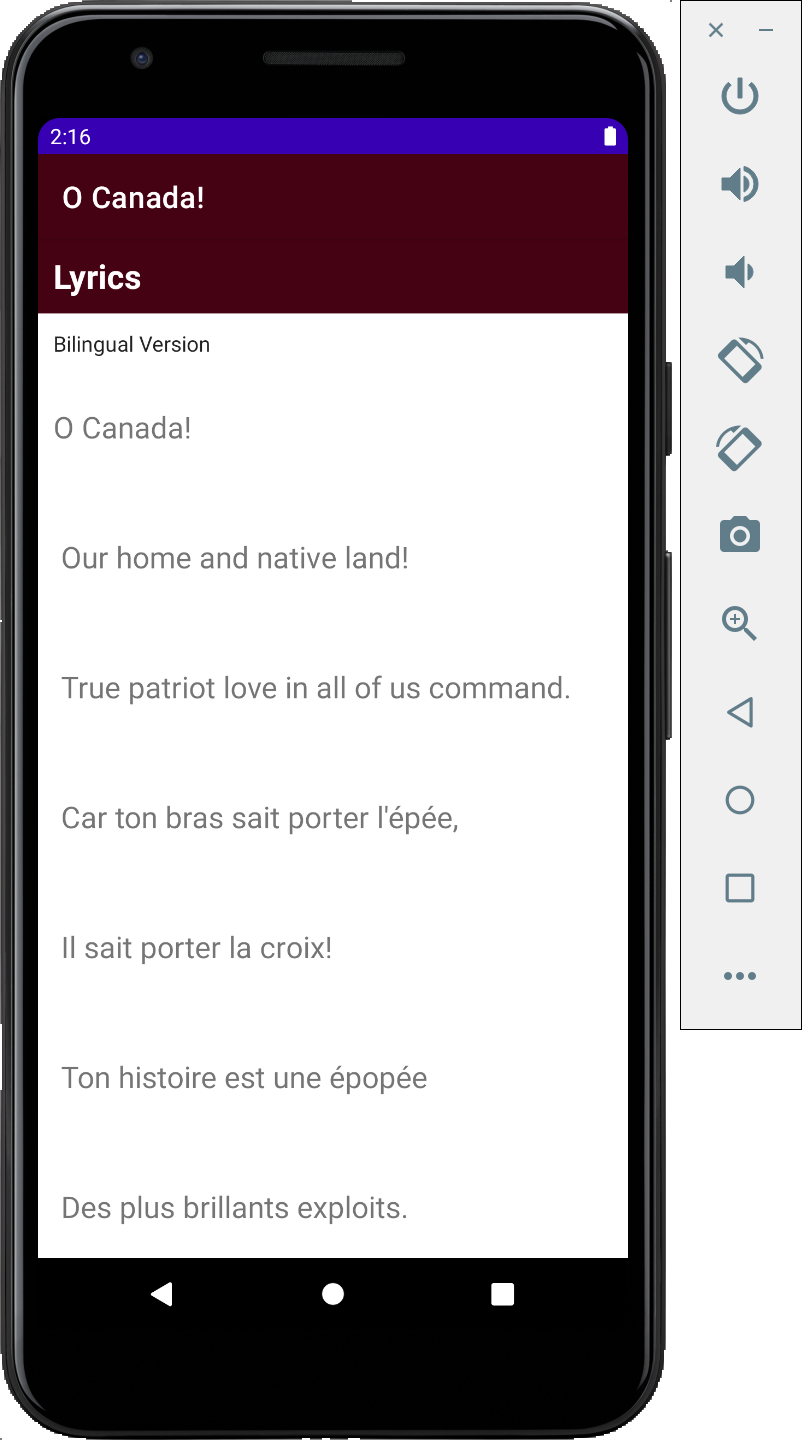 2:16
O Canada!
Lyrics
Bilingual Version
O Canada!
Our home and native land!
True patriot love in all of us command.
Car ton bras sait porter l'épée,
Il sait porter la croix!
Ton histoire est une épopée
Des plus brillants exploits.